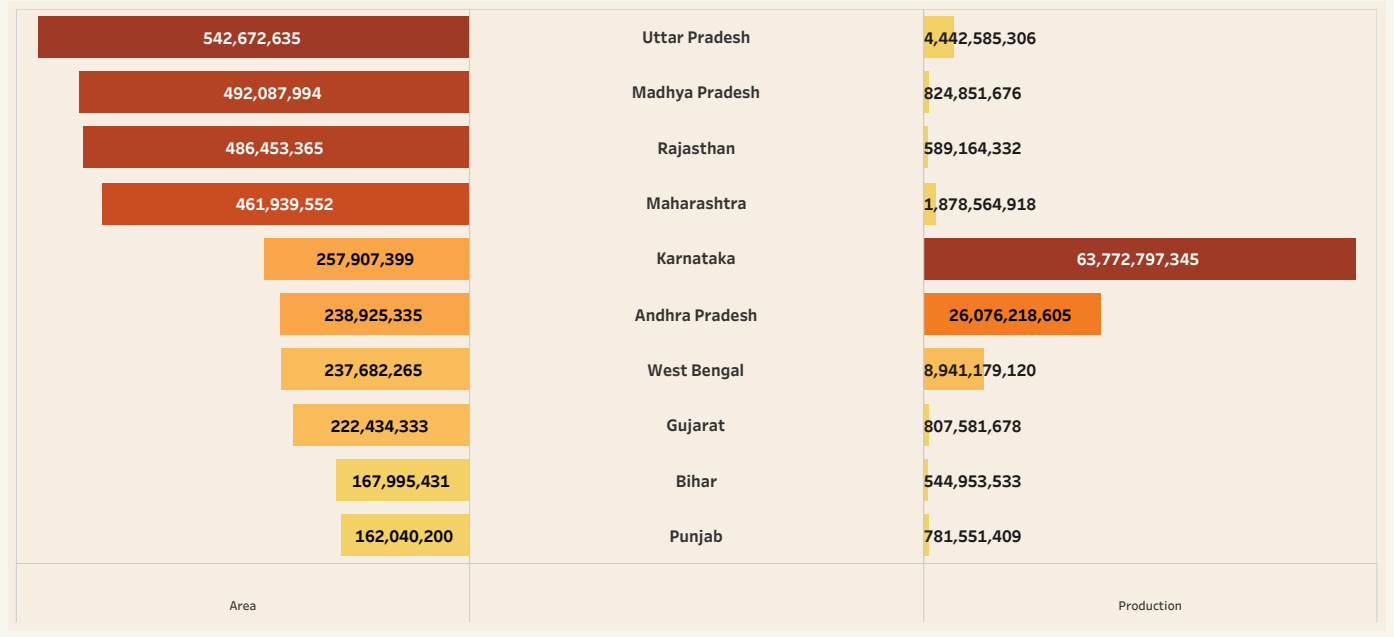 542,672,635 Uttar Pradesh 4,442,585,306
492,087,994 Madhya Pradesh 824,851,676
486,453,365 Rajasthan 589,164,332
461,939,552 Maharashtra 1,878,564,918
257,907,399 Karnataka 63,772,797,345
238,925,335 Andhra Pradesh 26,076,218,605
237,682,265 West Bengal 8,941,179,120
222,434,333 Gujarat 807,581,678
167,995,431 Bihar 544,953,533
162,040,200 Punjab 781,551,409
Area Production